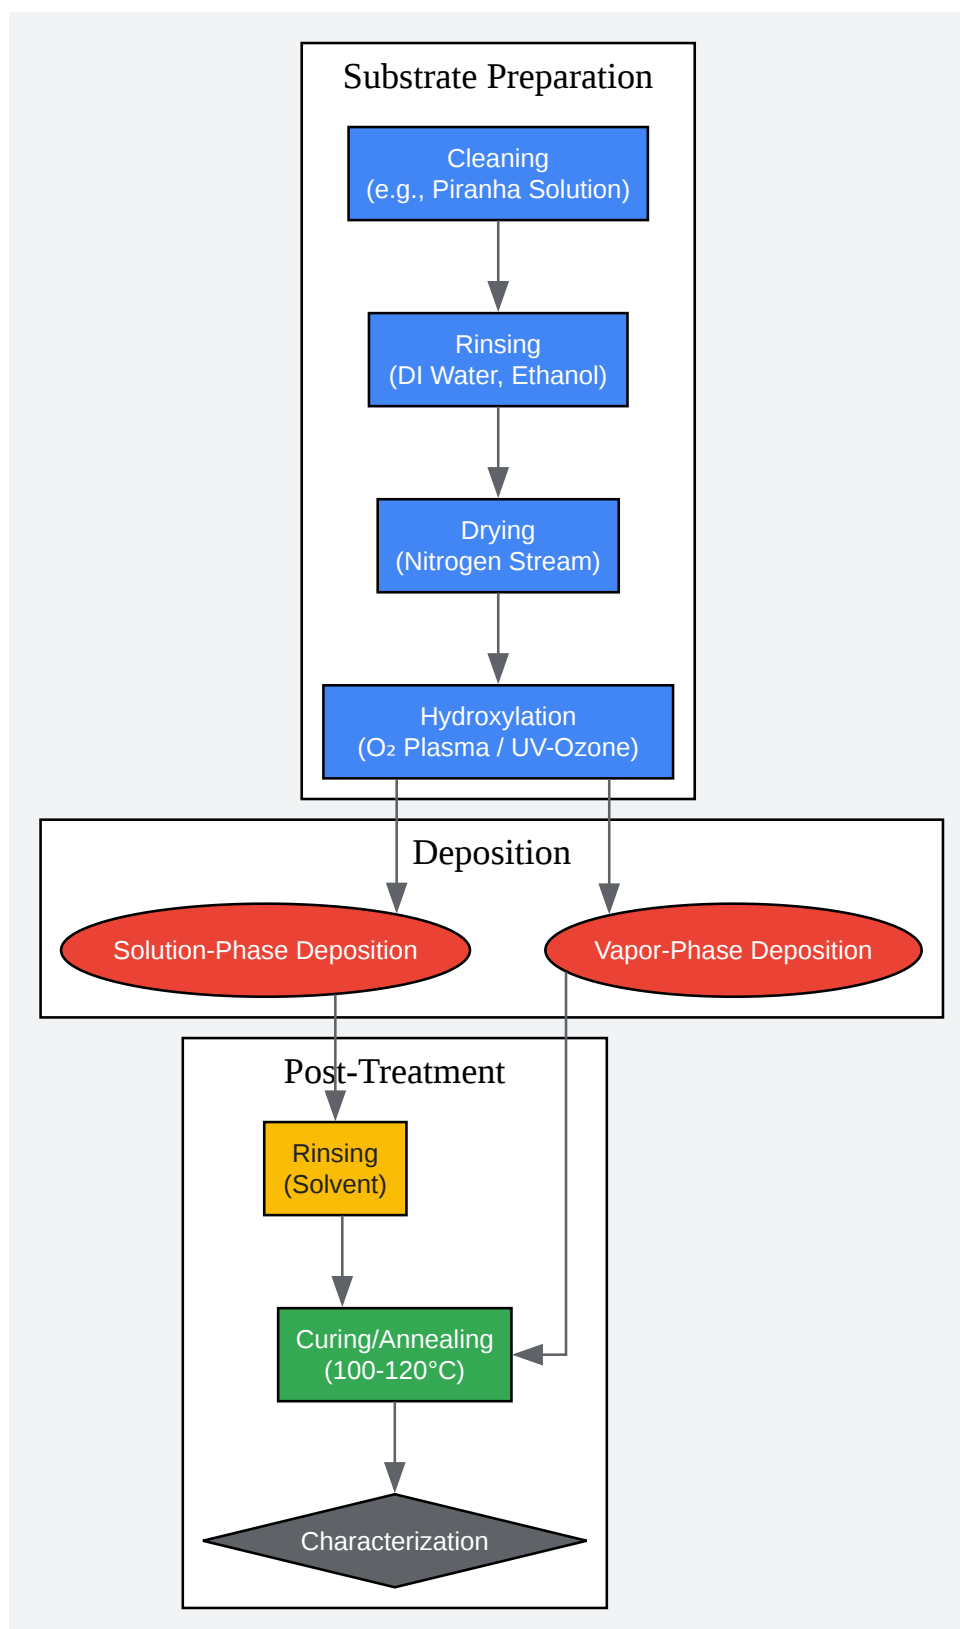 Substrate Preparation
Cleaning
(e.g., Piranha Solution)
Rinsing
(DI Water, Ethanol)
Drying
(Nitrogen Stream)
Hydroxylation
(O₂ Plasma / UV-Ozone)
Deposition
Solution-Phase Deposition
Vapor-Phase Deposition
Post-Treatment
Rinsing
(Solvent)
Curing/Annealing
(100-120°C)
Characterization